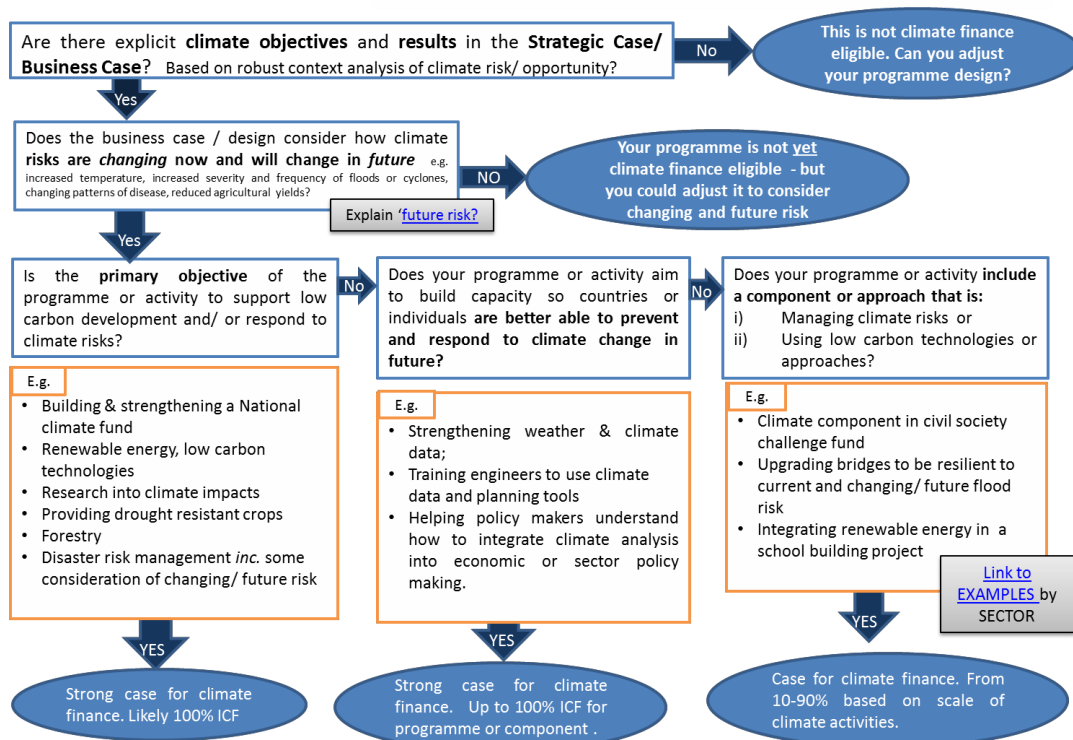 Are there explicit climate objectives and results in the Strategic Case/
Business Case? Based on robust context analysis of climate risk/ opportunity?
No
This is not climate finance
eligible. Can you adjust
your programme design?
Yes
Does the business case / design consider how climate
risks are changing now and will change in future e.g.
increased temperature, increased severity and frequency of floods or cyclones,
changing patterns of disease, reduced agricultural yields?
NO
Your programme is not yet
climate finance eligible - but
you could adjust it to consider
changing and future risk
Explain ‘future risk?
Yes
Is the primary objective of the
programme or activity to support low
carbon development and/ or respond to
climate risks?
No
Does your programme or activity aim
to build capacity so countries or
individuals are better able to prevent
and respond to climate change in
future?
No
Does your programme or activity include
a component or approach that is:
i) Managing climate risks or
ii) Using low carbon technologies or
approaches?
E.g.
• Building & strengthening a National
climate fund
• Renewable energy, low carbon
technologies
• Research into climate impacts
• Providing drought resistant crops
• Forestry
• Disaster risk management inc. some
consideration of changing/ future risk
E.g.
• Strengthening weather & climate
data;
• Training engineers to use climate
data and planning tools
• Helping policy makers understand
how to integrate climate analysis
into economic or sector policy
making.
E.g.
• Climate component in civil society
challenge fund
• Upgrading bridges to be resilient to
current and changing/ future flood
risk
• Integrating renewable energy in a
school building project
Link to
EXAMPLES by
SECTOR
YES
YES
YES
Strong case for climate
finance. Likely 100% ICF
Strong case for climate
finance. Up to 100% ICF for
programme or component .
Case for climate finance. From
10-90% based on scale of
climate activities.